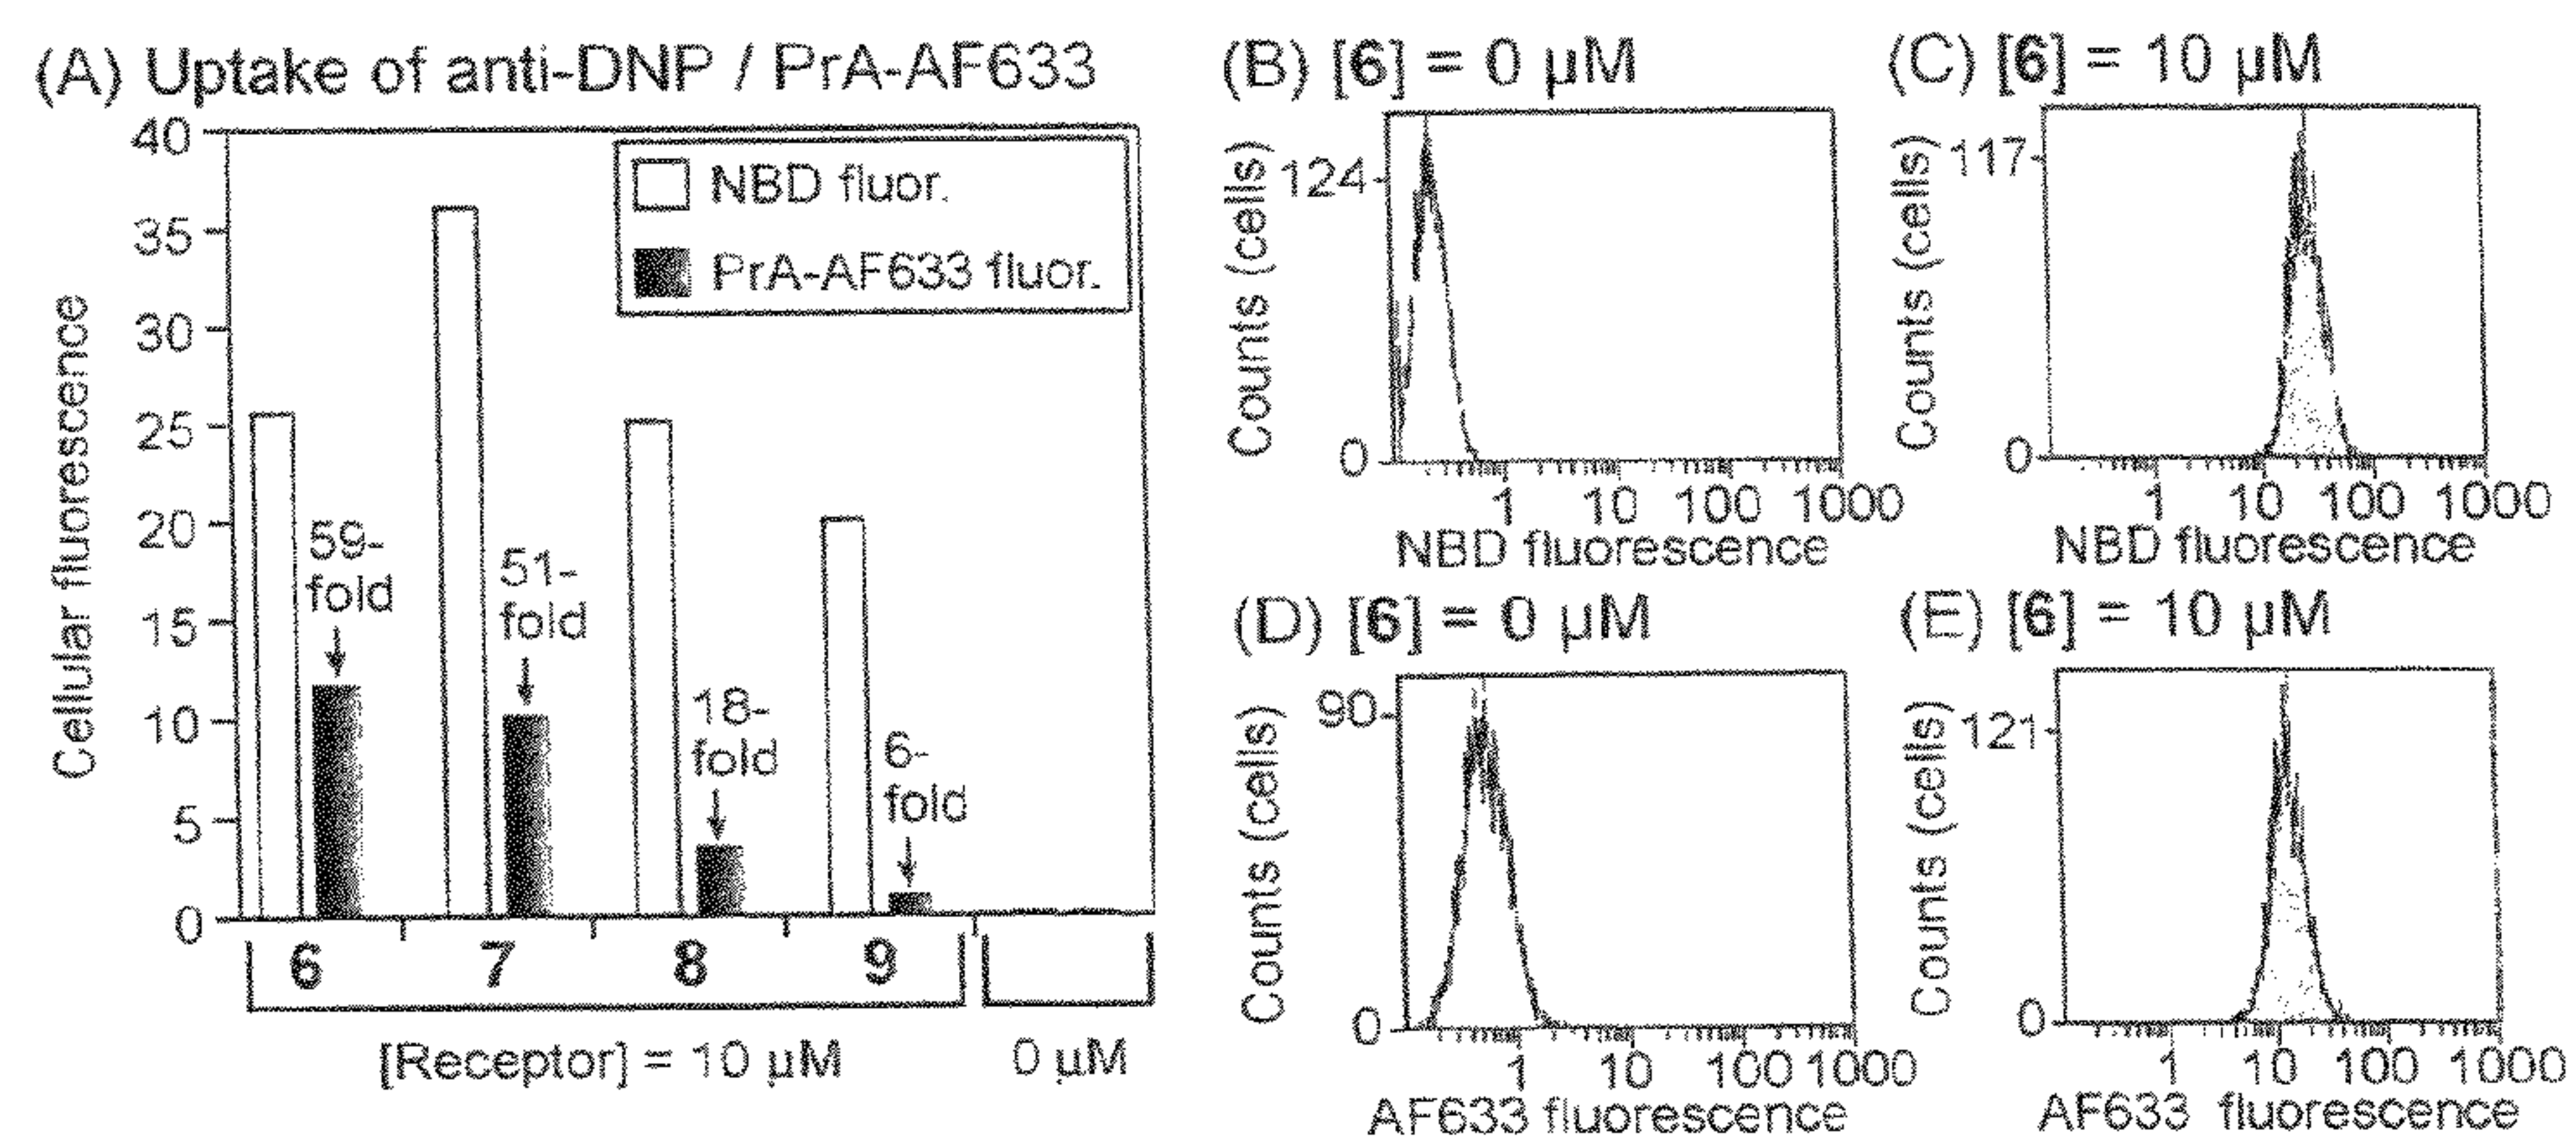 (A) Uptake of anti-DNP / PrA-AF633
40
35
30
25
20
15
10
5
0
Cellular fluorescence
NBD fluor.
PrA-AF633 fluor.
59-
fold
51-
fold
18-
fold
6-
fold
6 7 8 9
[Receptor] = 10 µM 0 µM
(B) [6] = 0 µM
Counts (cells)
124
0
1 10 100 1000
NBD fluorescence
(C) [6] = 10 µM
Counts (cells)
117
0
1 10 100 1000
NBD fluorescence
(D) [6] = 0 µM
Counts (cells)
90
0
1 10 100 1000
AF633 fluorescence
(E) [6] = 10 µM
Counts (cells)
121
0
1 10 100 1000
AF633 fluorescence